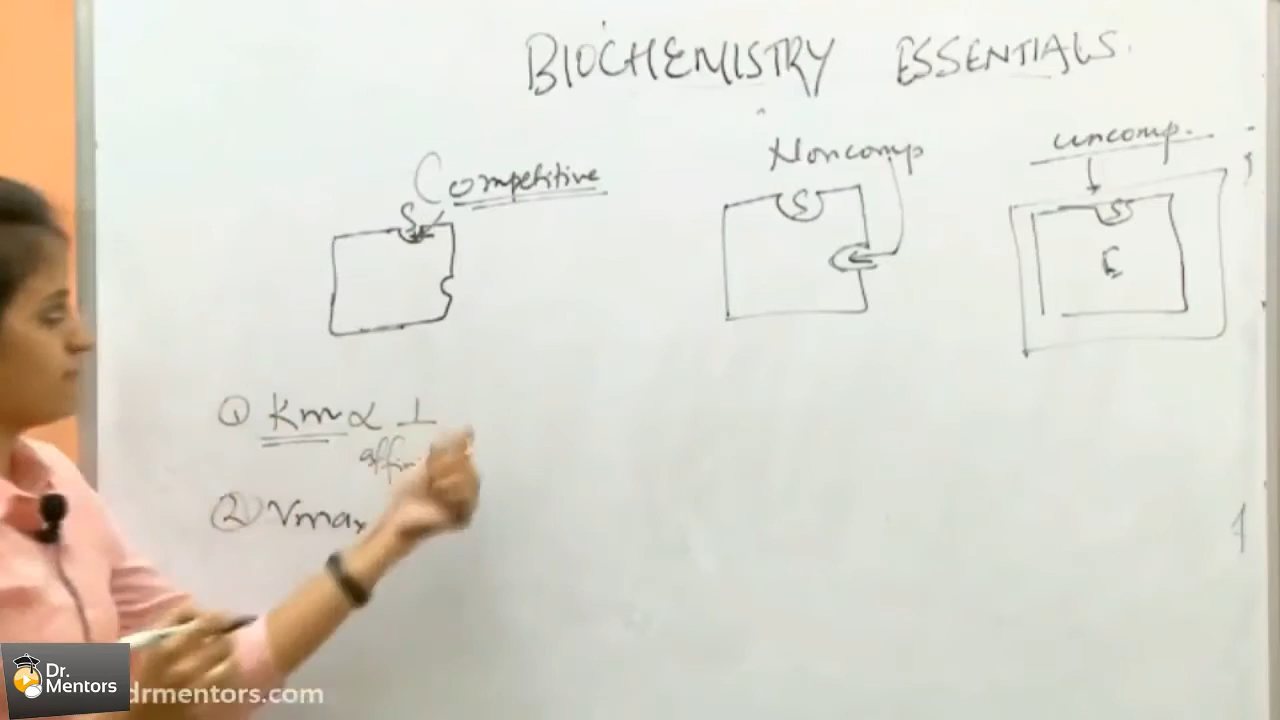 BIOCHEMISTRY ESSENTIALS.
Competitive
Noncomp
uncomp.
S
S
S
E
① Km ∝ 1
② Vmax
Dr.
Mentors
drmentors.com